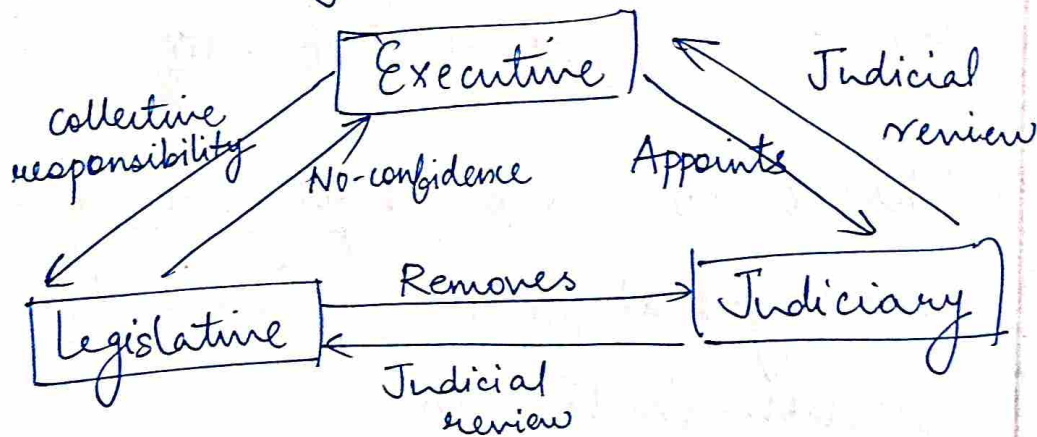 Executive
Judicial
review
collective
responsibility
No-confidence
Appoints
Removes
Legislative
Judiciary
Judicial
review